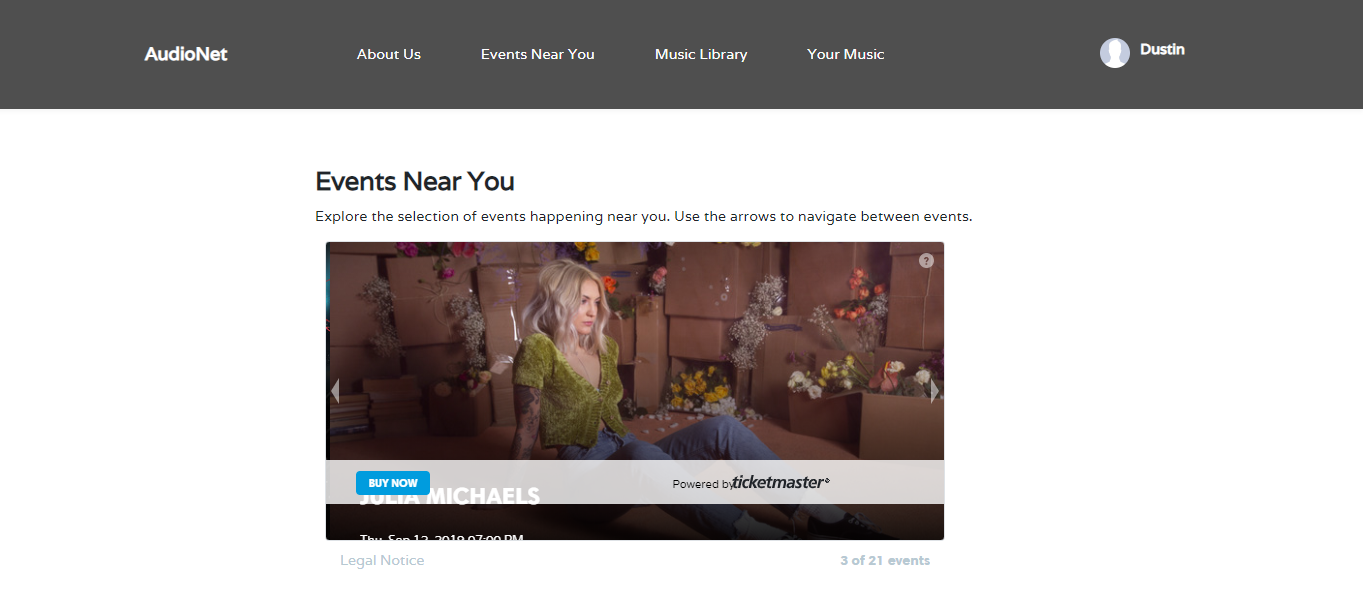 AudioNet
About Us
Events Near You
Music Library
Your Music
Dustin
Events Near You
Explore the selection of events happening near you. Use the arrows to navigate between events.
?
BUY NOW
Powered by ticketmaster®
JULIA MICHAELS
Thu, Sep 12, 2019 07:00 PM
Legal Notice
3 of 21 events